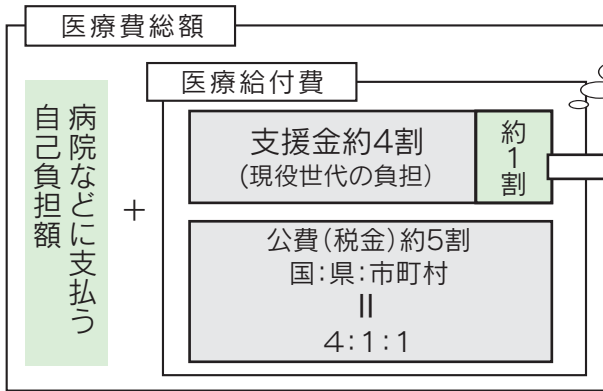 医療費総額
病院などに支払う
自己負担額
+
医療給付費
支援金約4割
(現役世代の負担)
約1割
公費(税金)約5割
国:県:市町村
||
4:1:1